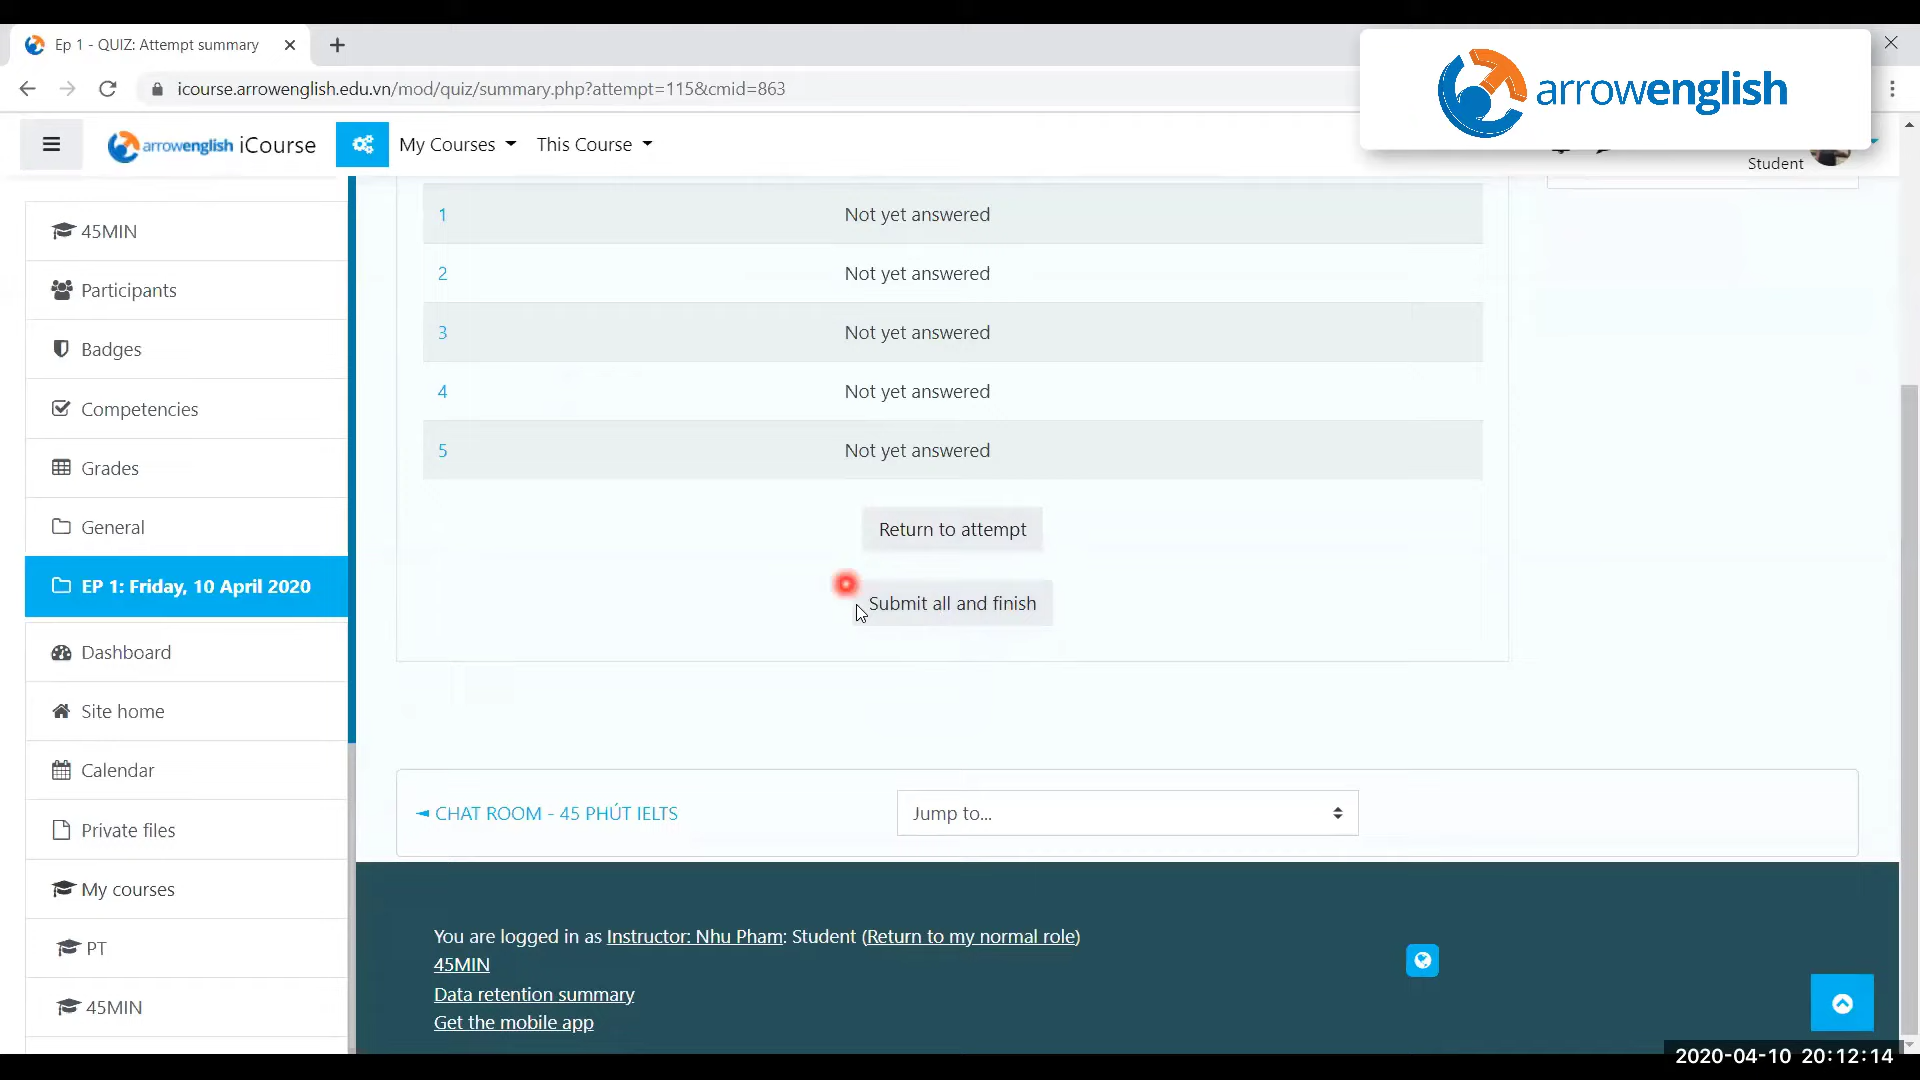 Ep 1 - QUIZ: Attempt summary
icourse.arrowenglish.edu.vn/mod/quiz/summary.php?attempt=115&cmid=863
arrowenglish
arrowenglish iCourse
My Courses
This Course
Student
45MIN
Participants
Badges
Competencies
Grades
General
EP 1: Friday, 10 April 2020
Dashboard
Site home
Calendar
Private files
My courses
PT
45MIN
1 Not yet answered
2 Not yet answered
3 Not yet answered
4 Not yet answered
5 Not yet answered
Return to attempt
Submit all and finish
◄ CHAT ROOM - 45 PHÚT IELTS
Jump to...
You are logged in as Instructor: Nhu Pham: Student (Return to my normal role)
45MIN
Data retention summary
Get the mobile app
2020-04-10 20:12:14